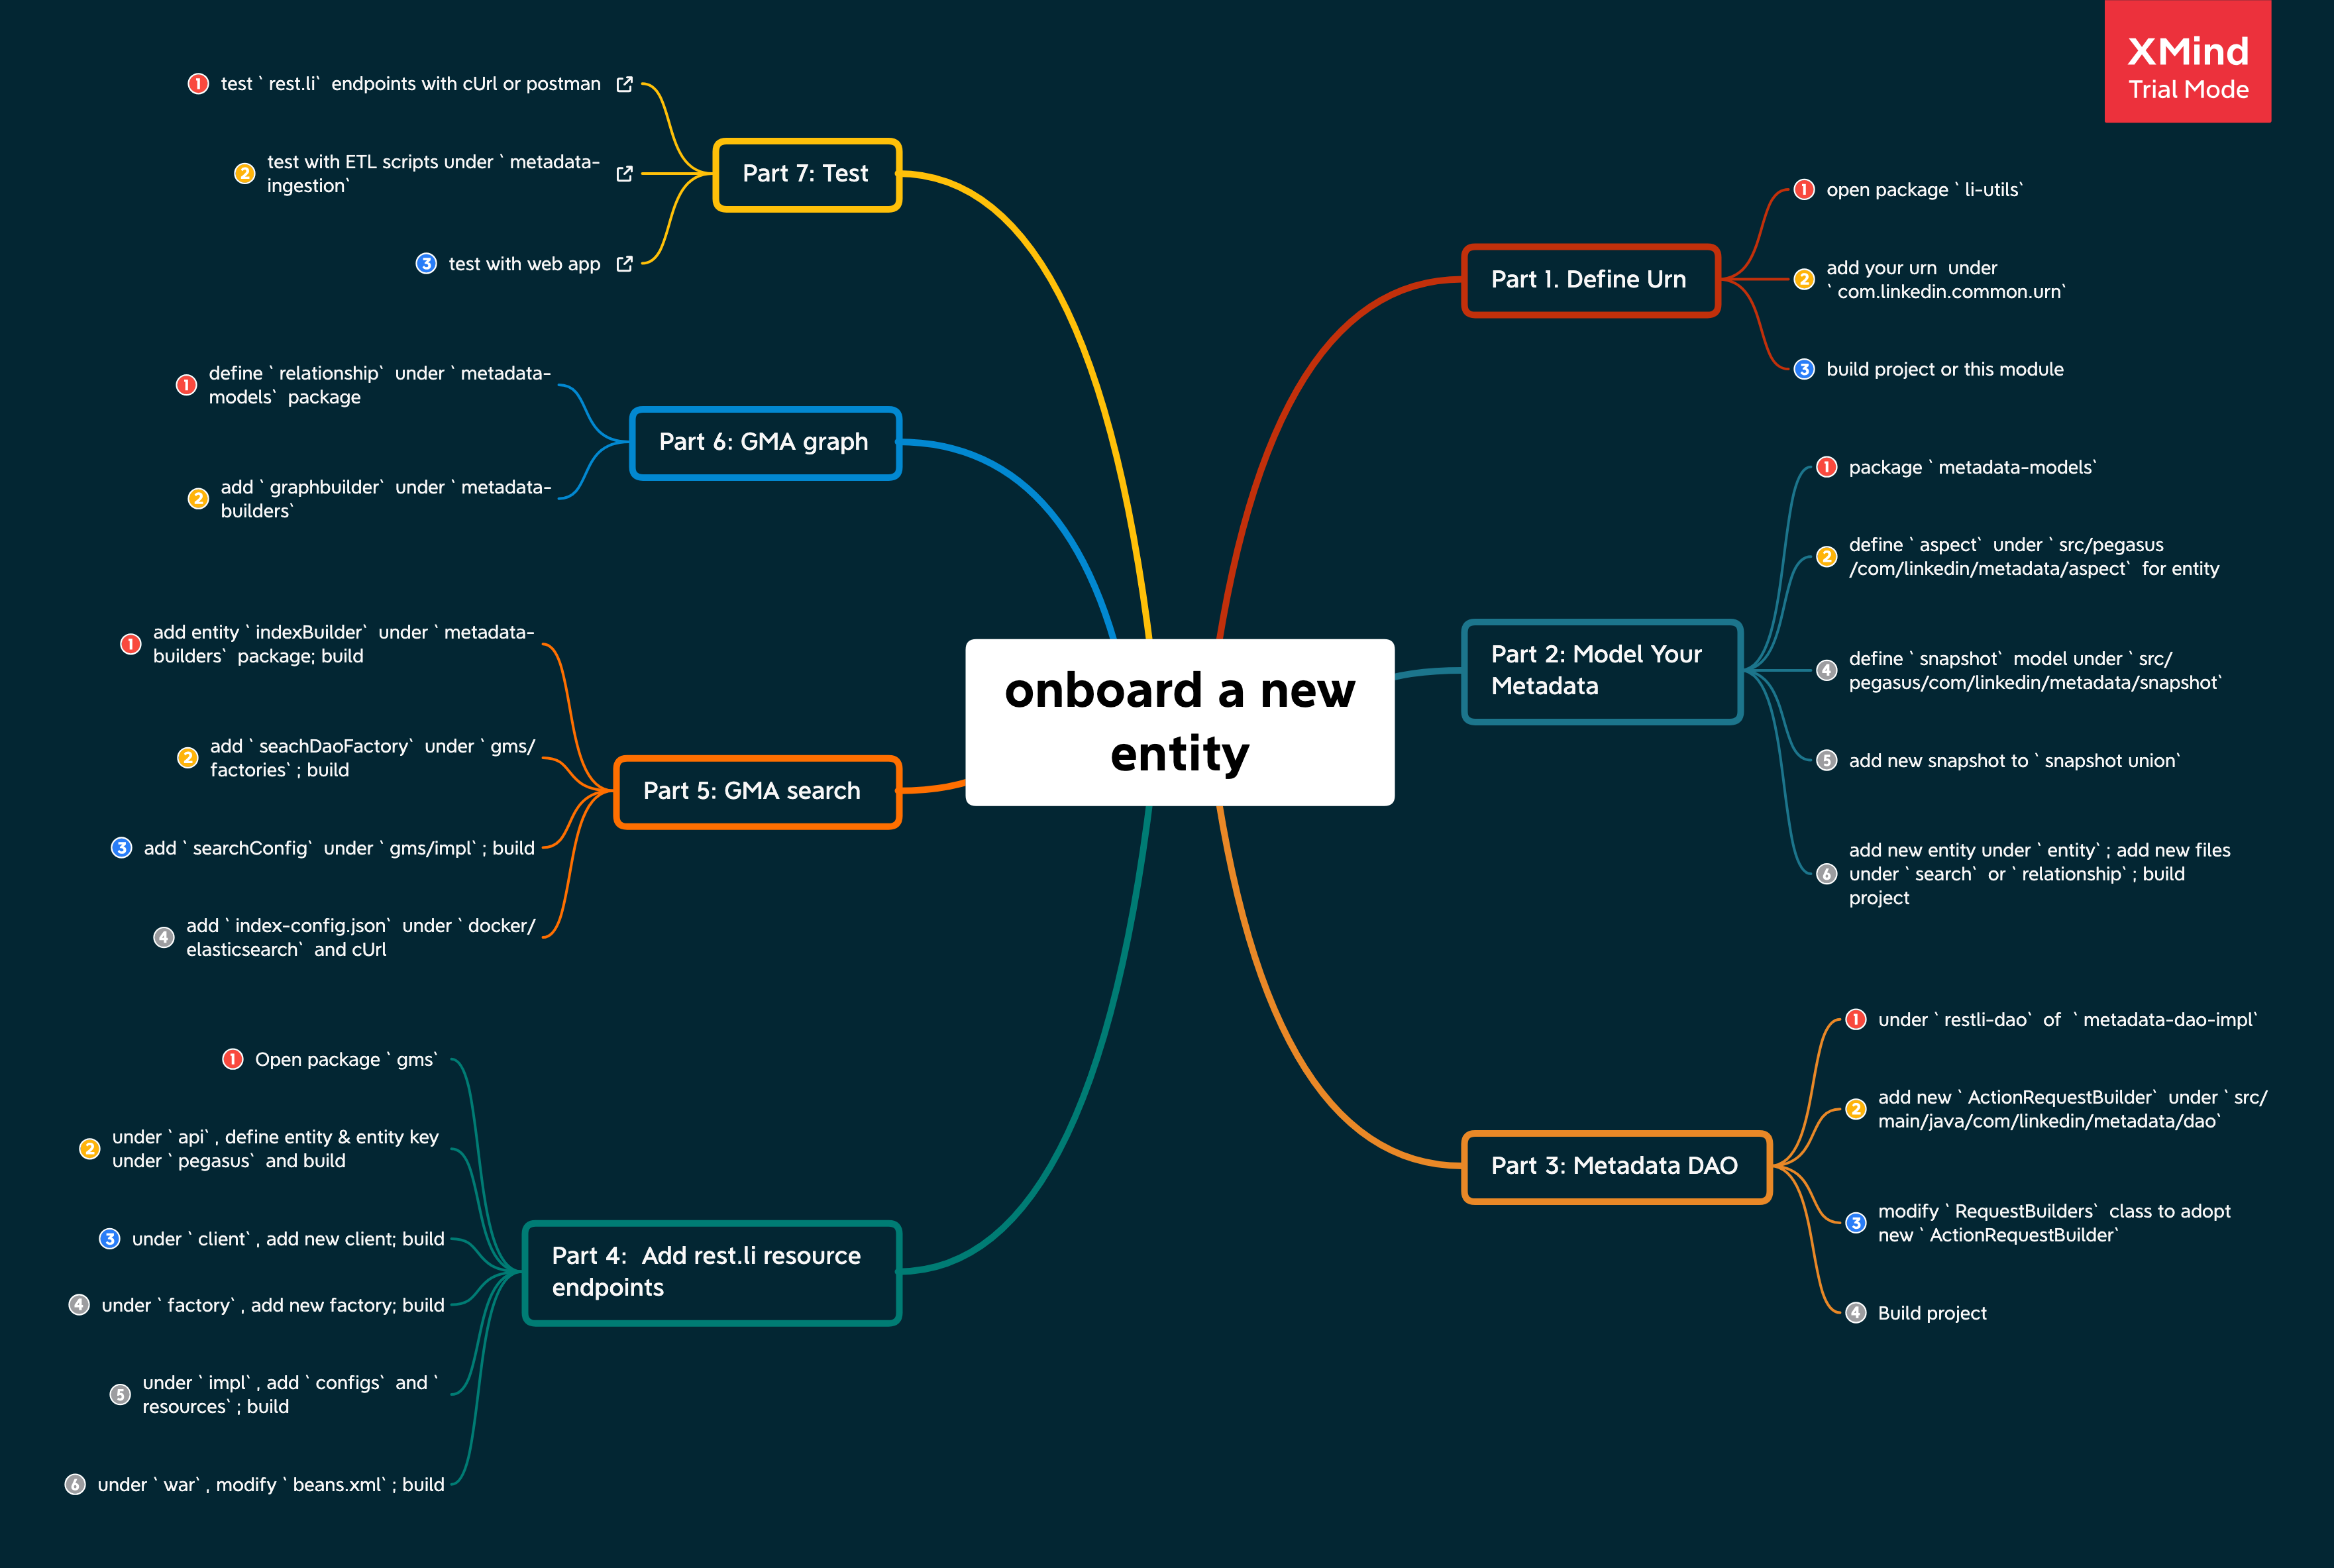 XMind
Trial Mode
onboard a new
entity
Part 1. Define Urn
1 open package `li-utils`
2 add your urn  under
`com.linkedin.common.urn`
3 build project or this module
Part 2: Model Your
Metadata
1 package `metadata-models`
2 define `aspect` under `src/pegasus
/com/linkedin/metadata/aspect` for entity
4 define `snapshot` model under `src/
pegasus/com/linkedin/metadata/snapshot`
5 add new snapshot to `snapshot union`
6 add new entity under `entity`; add new files
under `search` or `relationship`; build
project
Part 3: Metadata DAO
1 under `restli-dao` of `metadata-dao-impl`
2 add new `ActionRequestBuilder` under `src/
main/java/com/linkedin/metadata/dao`
3 modify `RequestBuilders` class to adopt
new `ActionRequestBuilder`
4 Build project
Part 4:  Add rest.li resource
endpoints
1 Open package `gms`
2 under `api`, define entity & entity key
under `pegasus` and build
3 under `client`, add new client; build
4 under `factory`, add new factory; build
5 under `impl`, add `configs` and `
resources`; build
6 under `war`, modify `beans.xml`; build
Part 5: GMA search
1 add entity `indexBuilder` under `metadata-
builders` package; build
2 add `seachDaoFactory` under `gms/
factories`; build
3 add `searchConfig` under `gms/impl`; build
4 add `index-config.json` under `docker/
elasticsearch` and cUrl
Part 6: GMA graph
1 define `relationship` under `metadata-
models` package
2 add `graphbuilder` under `metadata-
builders`
Part 7: Test
1 test `rest.li` endpoints with cUrl or postman
2 test with ETL scripts under `metadata-
ingestion`
3 test with web app